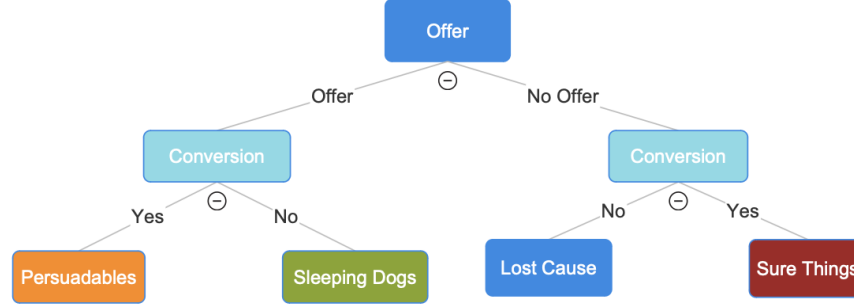 Offer
Offer
No Offer
Conversion
Conversion
Yes
No
No
Yes
Persuadables
Sleeping Dogs
Lost Cause
Sure Things